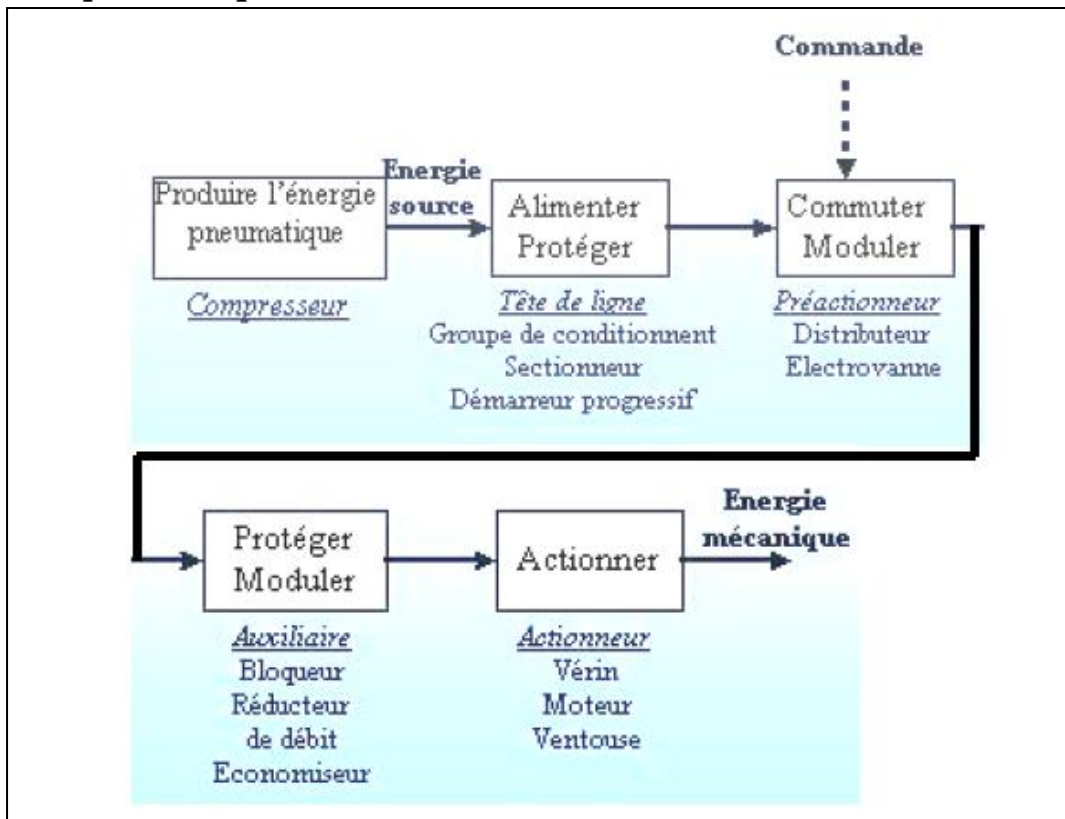 Commande
Produire l'énergie
pneumatique
Energie
source
Alimenter
Protéger
Commuter
Moduler
Compresseur
Tête de ligne
Groupe de conditionnent
Sectionneur
Démarreur progressif
Préactionneur
Distributeur
Electrovanne
Protéger
Moduler
Actionner
Energie
mécanique
Auxiliaire
Bloqueur
Réducteur
de débit
Economiseur
Actionneur
Vérin
Moteur
Ventouse